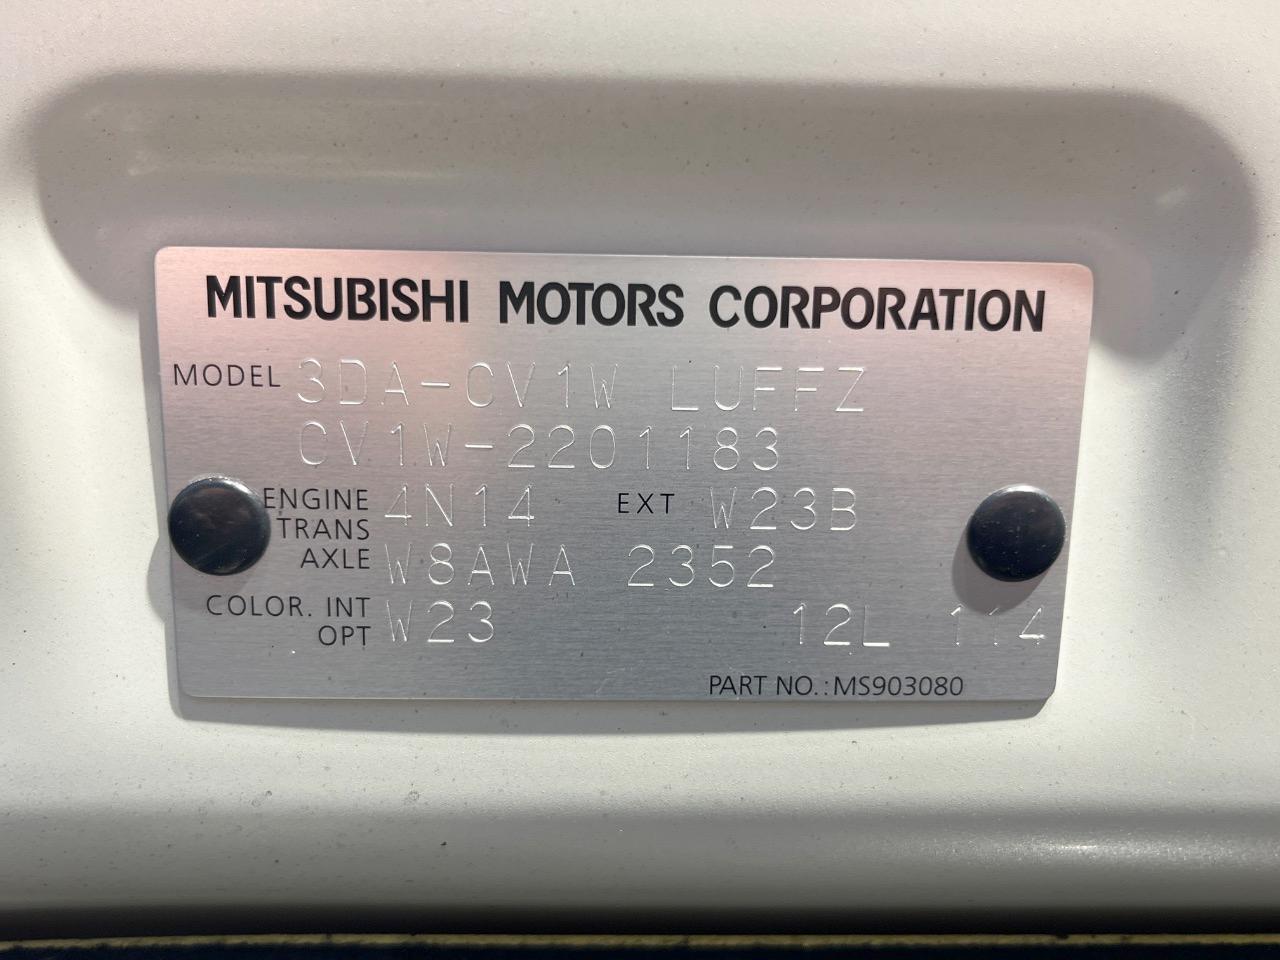 MITSUBISHI MOTORS CORPORATION
MODEL 3DA-CV1W LUFFZ
CV1W-2201183
ENGINE 4N14 EXT W23B
TRANS
AXLE W8AWA 2352
COLOR. INT W23 12L 114
OPT
PART NO.:MS903080